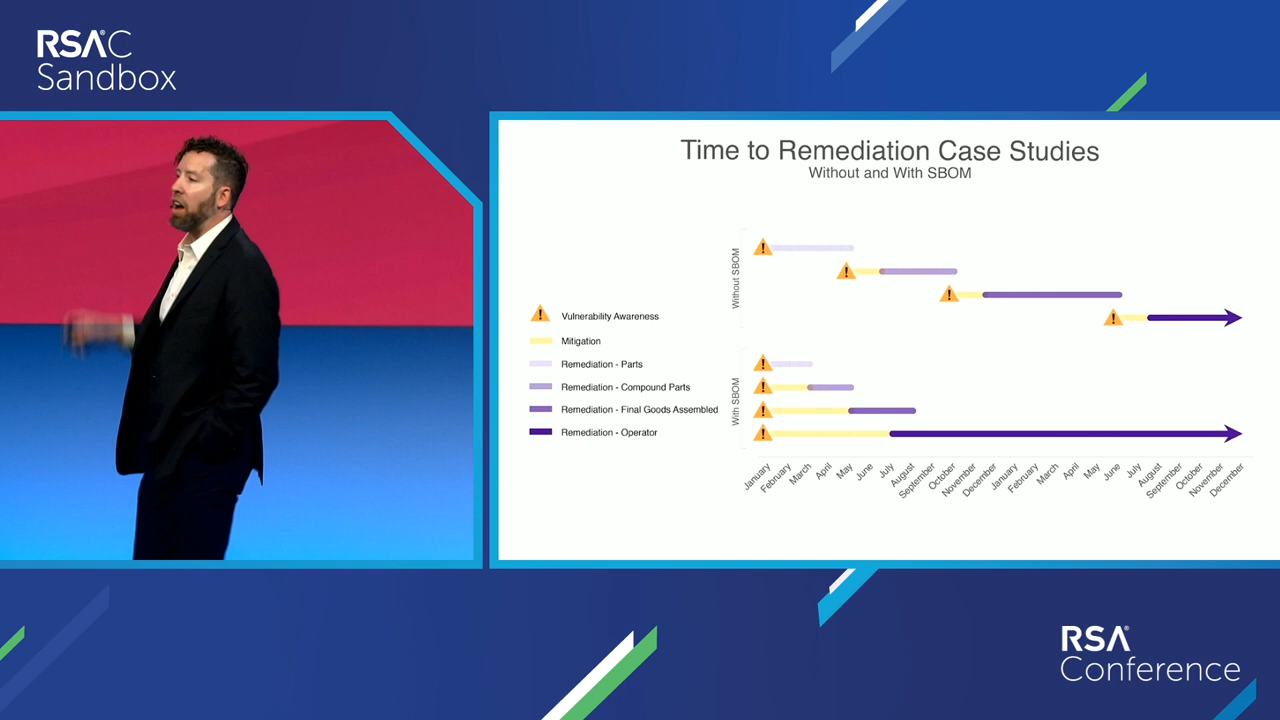 RSA®C
Sandbox
Time to Remediation Case Studies
Without and With SBOM
Without SBOM
With SBOM
Vulnerability Awareness
Mitigation
Remediation - Parts
Remediation - Compound Parts
Remediation - Final Goods Assembled
Remediation - Operator
January
February
March
April
May
June
July
August
September
October
November
December
January
February
March
April
May
June
July
August
September
October
November
December
RSA®
Conference